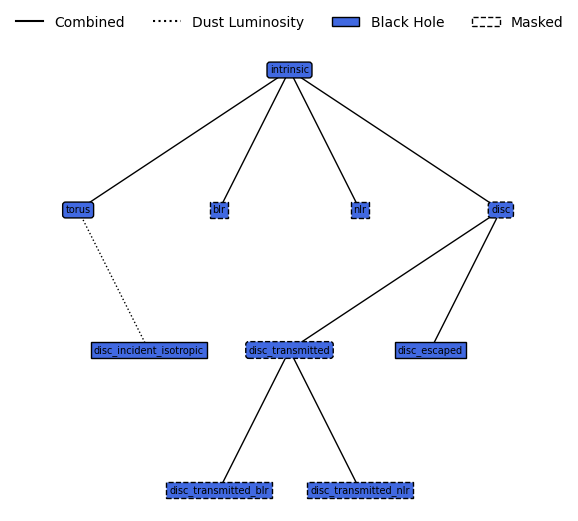 Combined Dust Luminosity Black Hole Masked
intrinsic
torus blr nlr disc
disc_incident_isotropic disc_transmitted disc_escaped
disc_transmitted_blr disc_transmitted_nlr